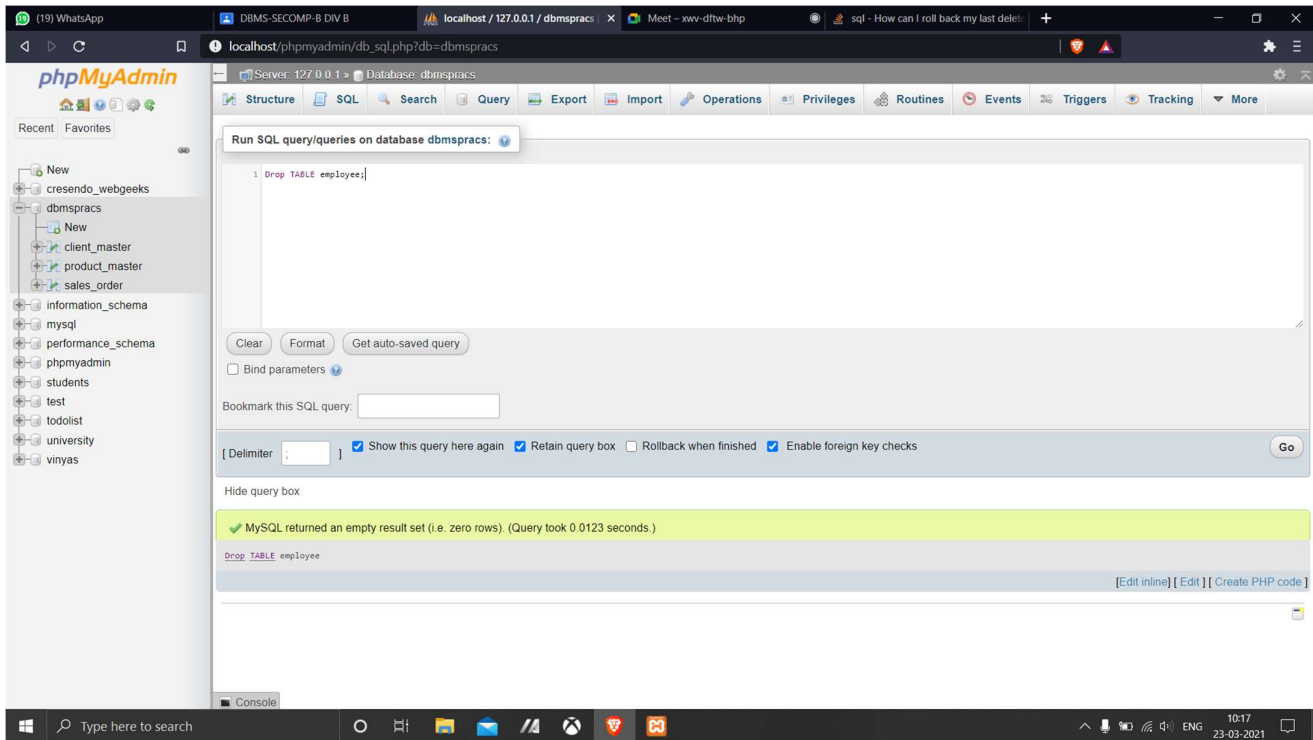 (19) WhatsApp
DBMS-SECOMP-B DIV B
localhost / 127.0.0.1 / dbmspracs
Meet – xwv-dftw-bhp
sql - How can I roll back my last delete
localhost/phpmyadmin/db_sql.php?db=dbmspracs
phpMyAdmin
Recent Favorites
New
cresendo_webgeeks
dbmspracs
New
client_master
product_master
sales_order
information_schema
mysql
performance_schema
phpmyadmin
students
test
todolist
university
vinyas
Server: 127.0.0.1 » Database: dbmspracs
Structure SQL Search Query Export Import Operations Privileges Routines Events Triggers Tracking More
Run SQL query/queries on database dbmspracs:
1 Drop TABLE employee;
Clear Format Get auto-saved query
Bind parameters
Bookmark this SQL query:
[ Delimiter ; ] Show this query here again Retain query box Rollback when finished Enable foreign key checks Go
Hide query box
MySQL returned an empty result set (i.e. zero rows). (Query took 0.0123 seconds.)
Drop TABLE employee
[Edit inline] [ Edit ] [ Create PHP code ]
Console
Type here to search
ENG
10:17
23-03-2021